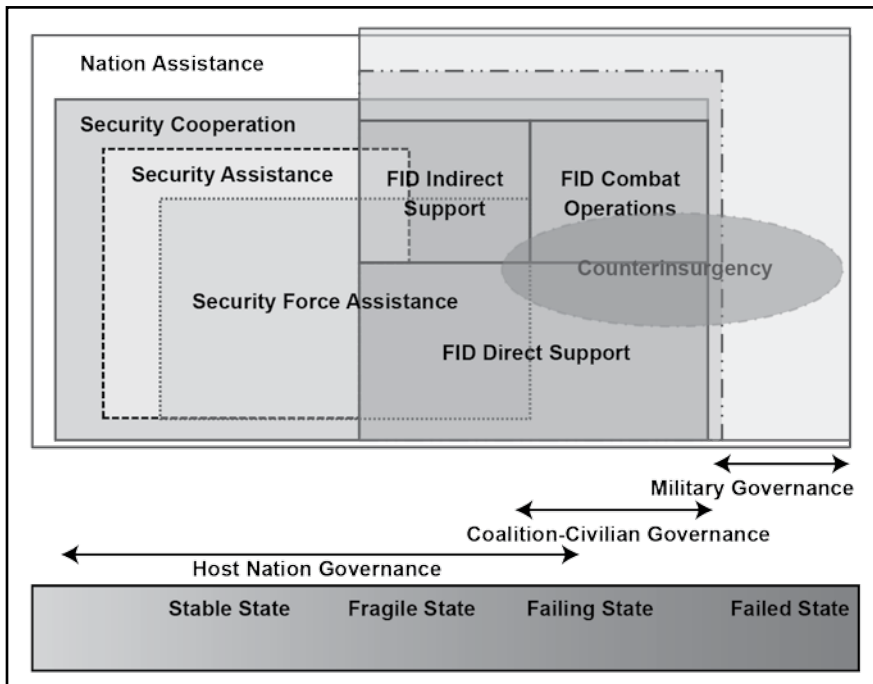 Nation Assistance
Security Cooperation
Security Assistance
FID Indirect
Support
FID Combat
Operations
Counterinsurgency
Security Force Assistance
FID Direct Support
Military Governance
Coalition-Civilian Governance
Host Nation Governance
Stable State
Fragile State
Failing State
Failed State